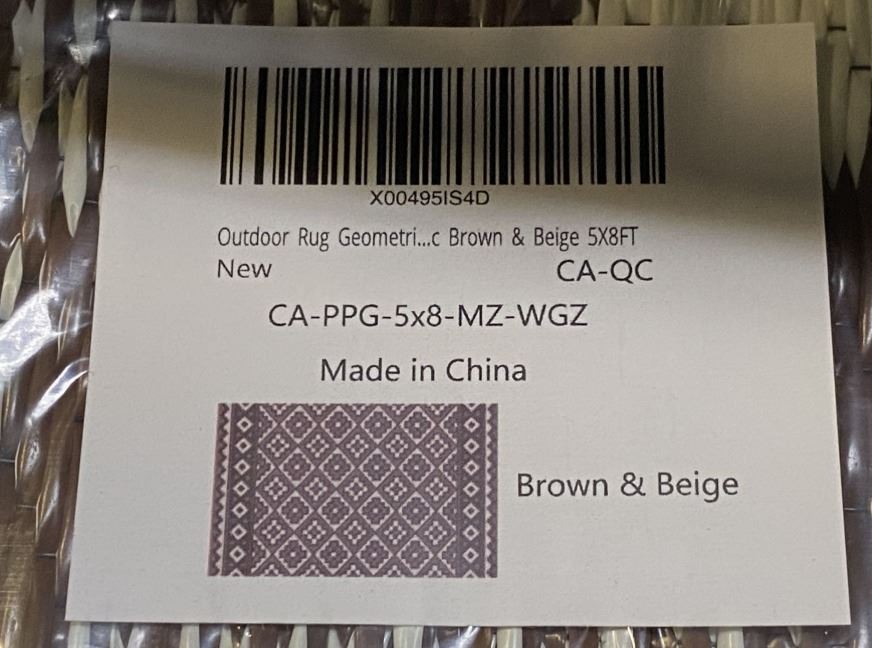 X00495IS4D
Outdoor Rug Geometri...c Brown & Beige 5X8FT
New CA-QC
CA-PPG-5x8-MZ-WGZ
Made in China
Brown & Beige